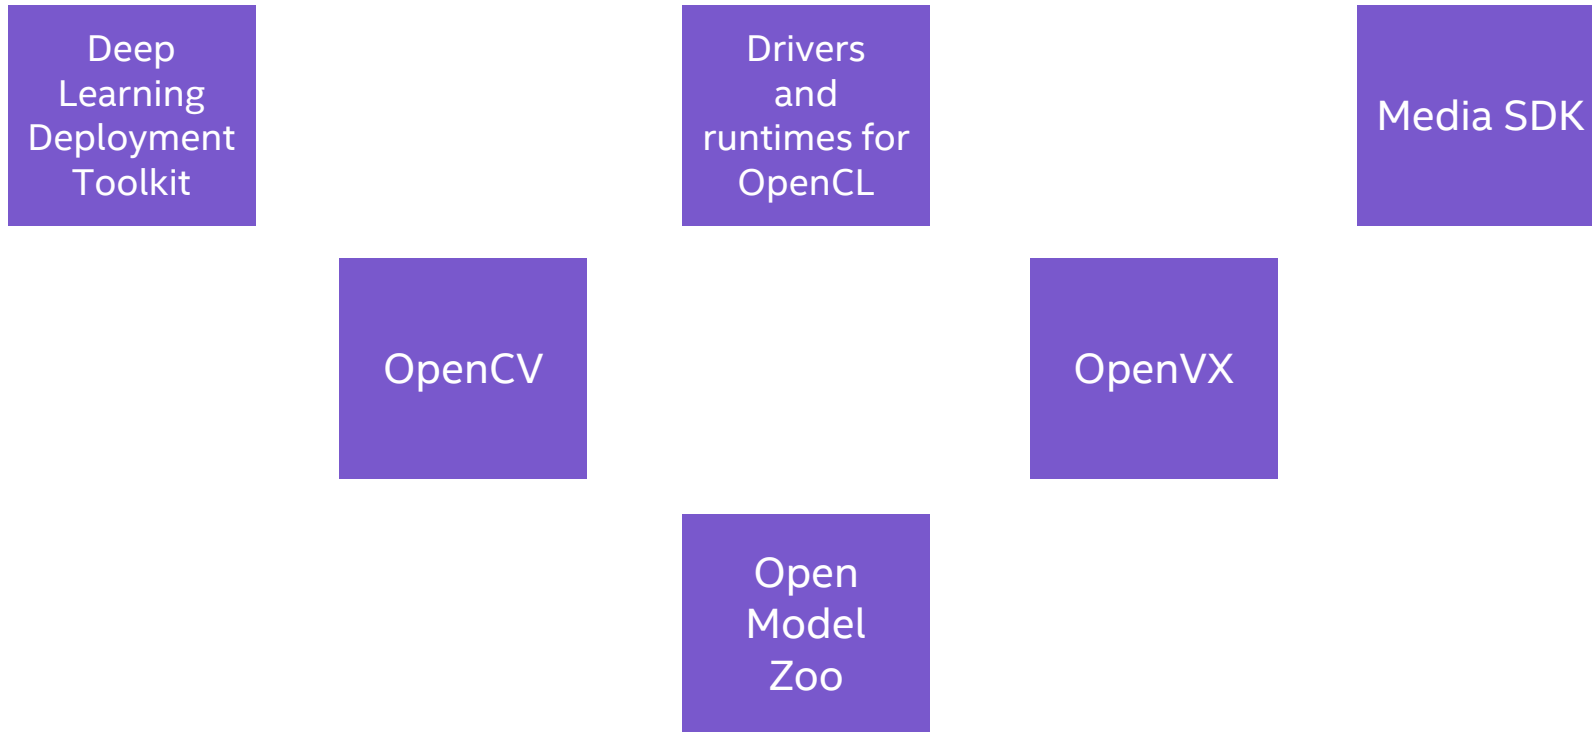 Deep
Learning
Deployment
Toolkit
Drivers
and
runtimes for
OpenCL
Media SDK
OpenCV
OpenVX
Open
Model
Zoo